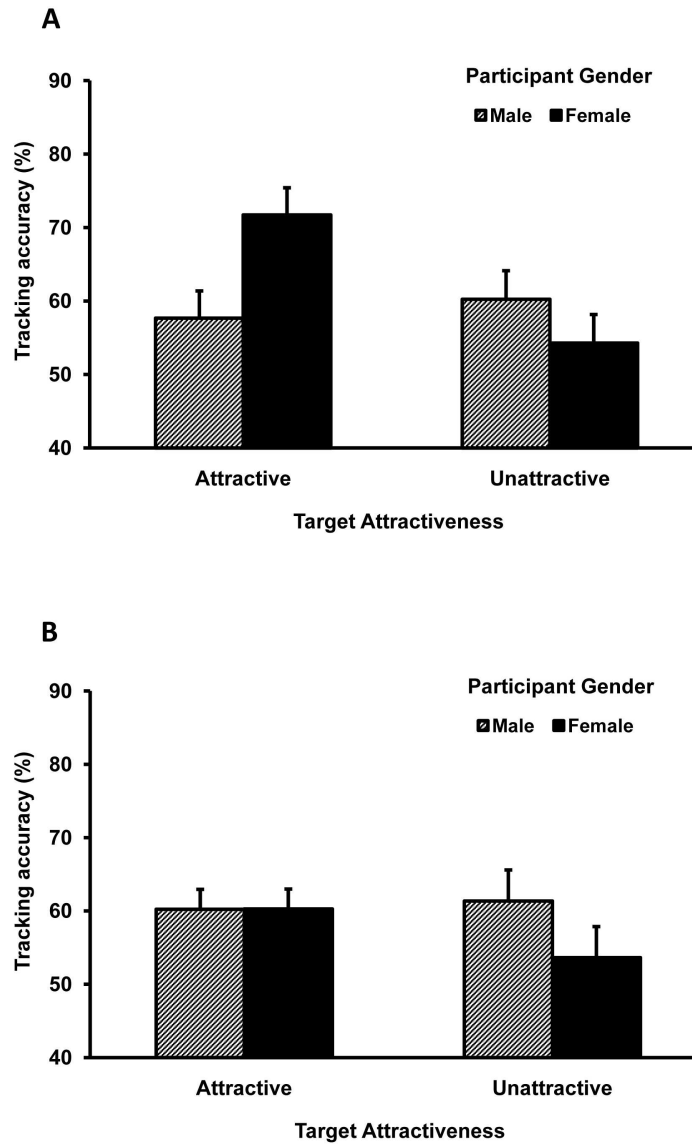 A
Participant Gender
Male Female
90
80
70
60
50
40
Tracking accuracy (%)
Attractive Unattractive
Target Attractiveness
B
Participant Gender
Male Female
90
80
70
60
50
40
Tracking accuracy (%)
Attractive Unattractive
Target Attractiveness